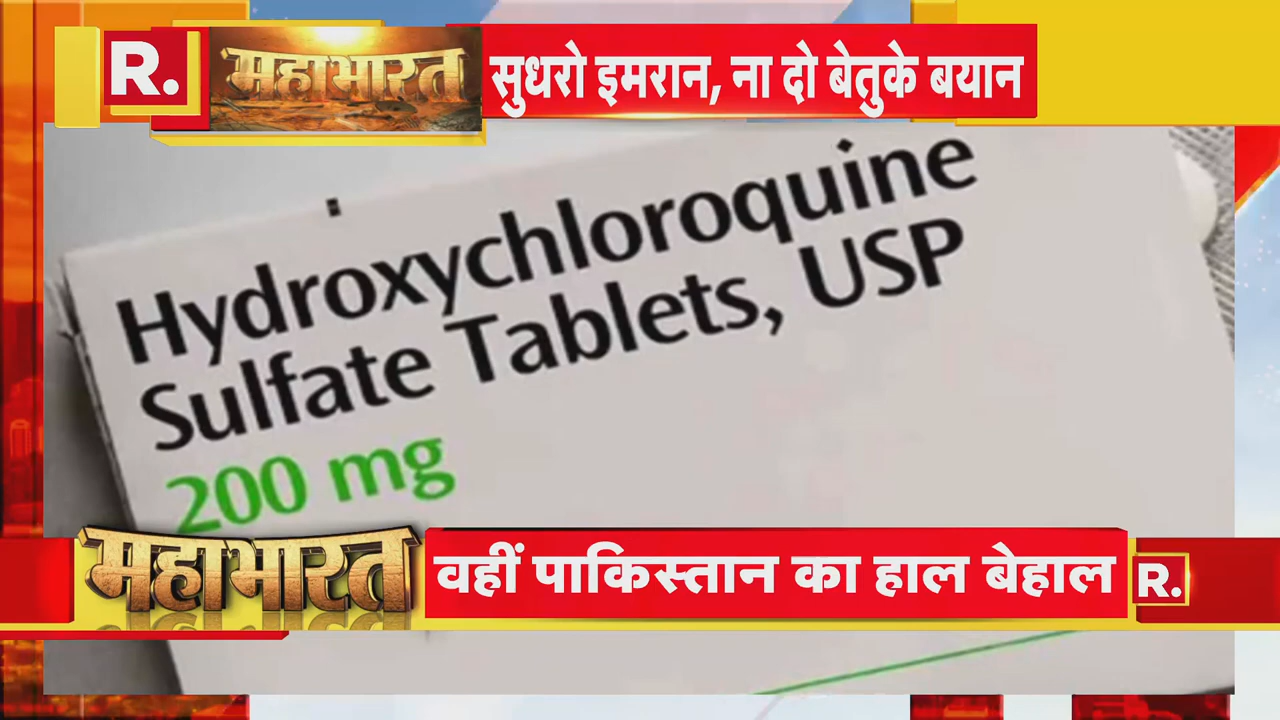 R.
महाभारत
सुधरो इमरान, ना दो बेतुके बयान
Hydroxychloroquine
Sulfate Tablets, USP
200 mg
महाभारत
वहीं पाकिस्तान का हाल बेहाल
R.